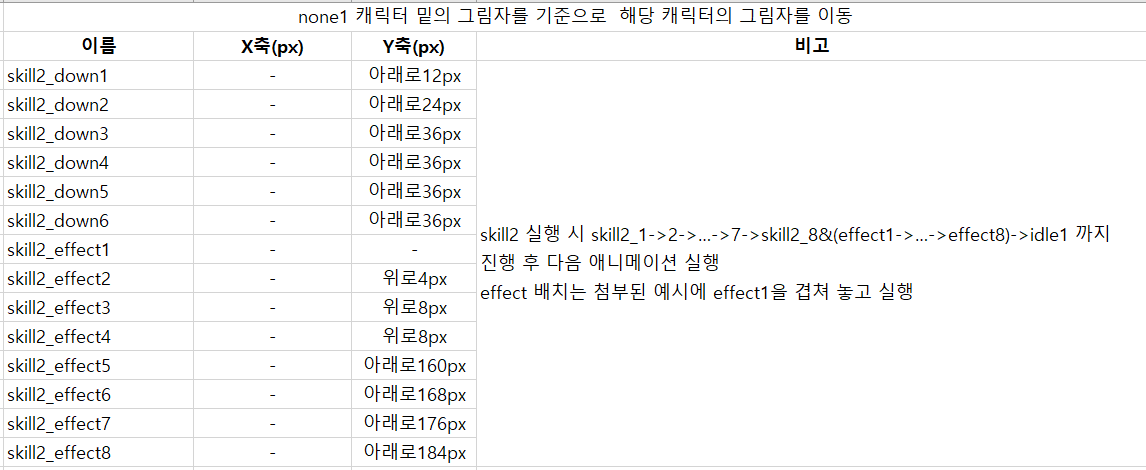 none1 캐릭터 밑의 그림자를 기준으로 해당 캐릭터의 그림자를 이동
이름 X축(px) Y축(px) 비고
skill2_down1 - 아래로12px
skill2_down2 - 아래로24px
skill2_down3 - 아래로36px
skill2_down4 - 아래로36px
skill2_down5 - 아래로36px
skill2_down6 - 아래로36px
skill2_effect1 - -
skill2_effect2 - 위로4px
skill2_effect3 - 위로8px
skill2_effect4 - 위로8px
skill2_effect5 - 아래로160px
skill2_effect6 - 아래로168px
skill2_effect7 - 아래로176px
skill2_effect8 - 아래로184px
skill2 실행 시 skill2_1->2->...->7->skill2_8&(effect1->...->effect8)->idle1 까지
진행 후 다음 애니메이션 실행
effect 배치는 첨부된 예시에 effect1을 겹쳐 놓고 실행